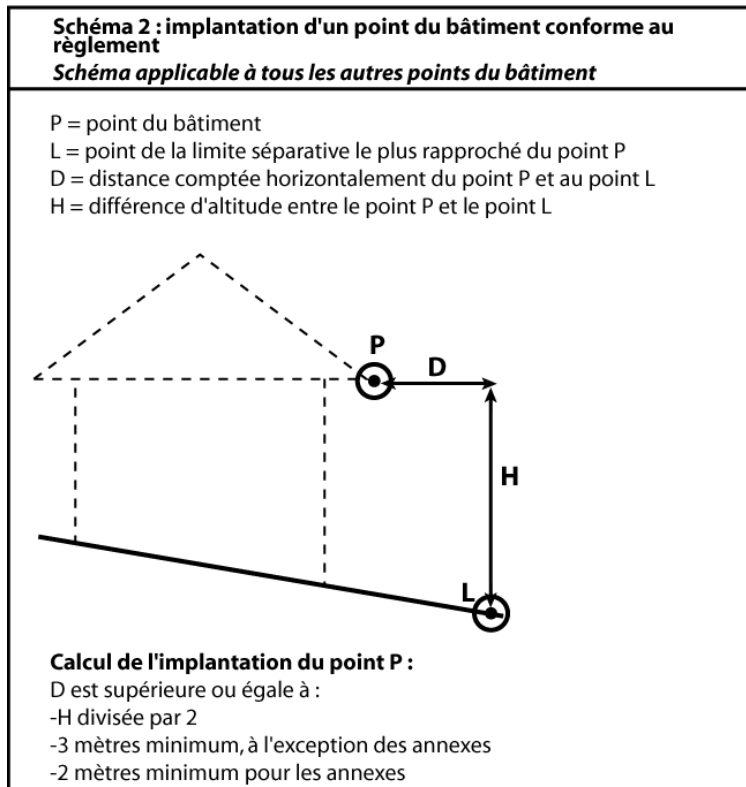 Schéma 2 : implantation d'un point du bâtiment conforme au
règlement
Schéma applicable à tous les autres points du bâtiment
P = point du bâtiment
L = point de la limite séparative le plus rapproché du point P
D = distance comptée horizontalement du point P et au point L
H = différence d'altitude entre le point P et le point L
P
D
H
L
Calcul de l'implantation du point P :
D est supérieure ou égale à :
-H divisée par 2
-3 mètres minimum, à l'exception des annexes
-2 mètres minimum pour les annexes